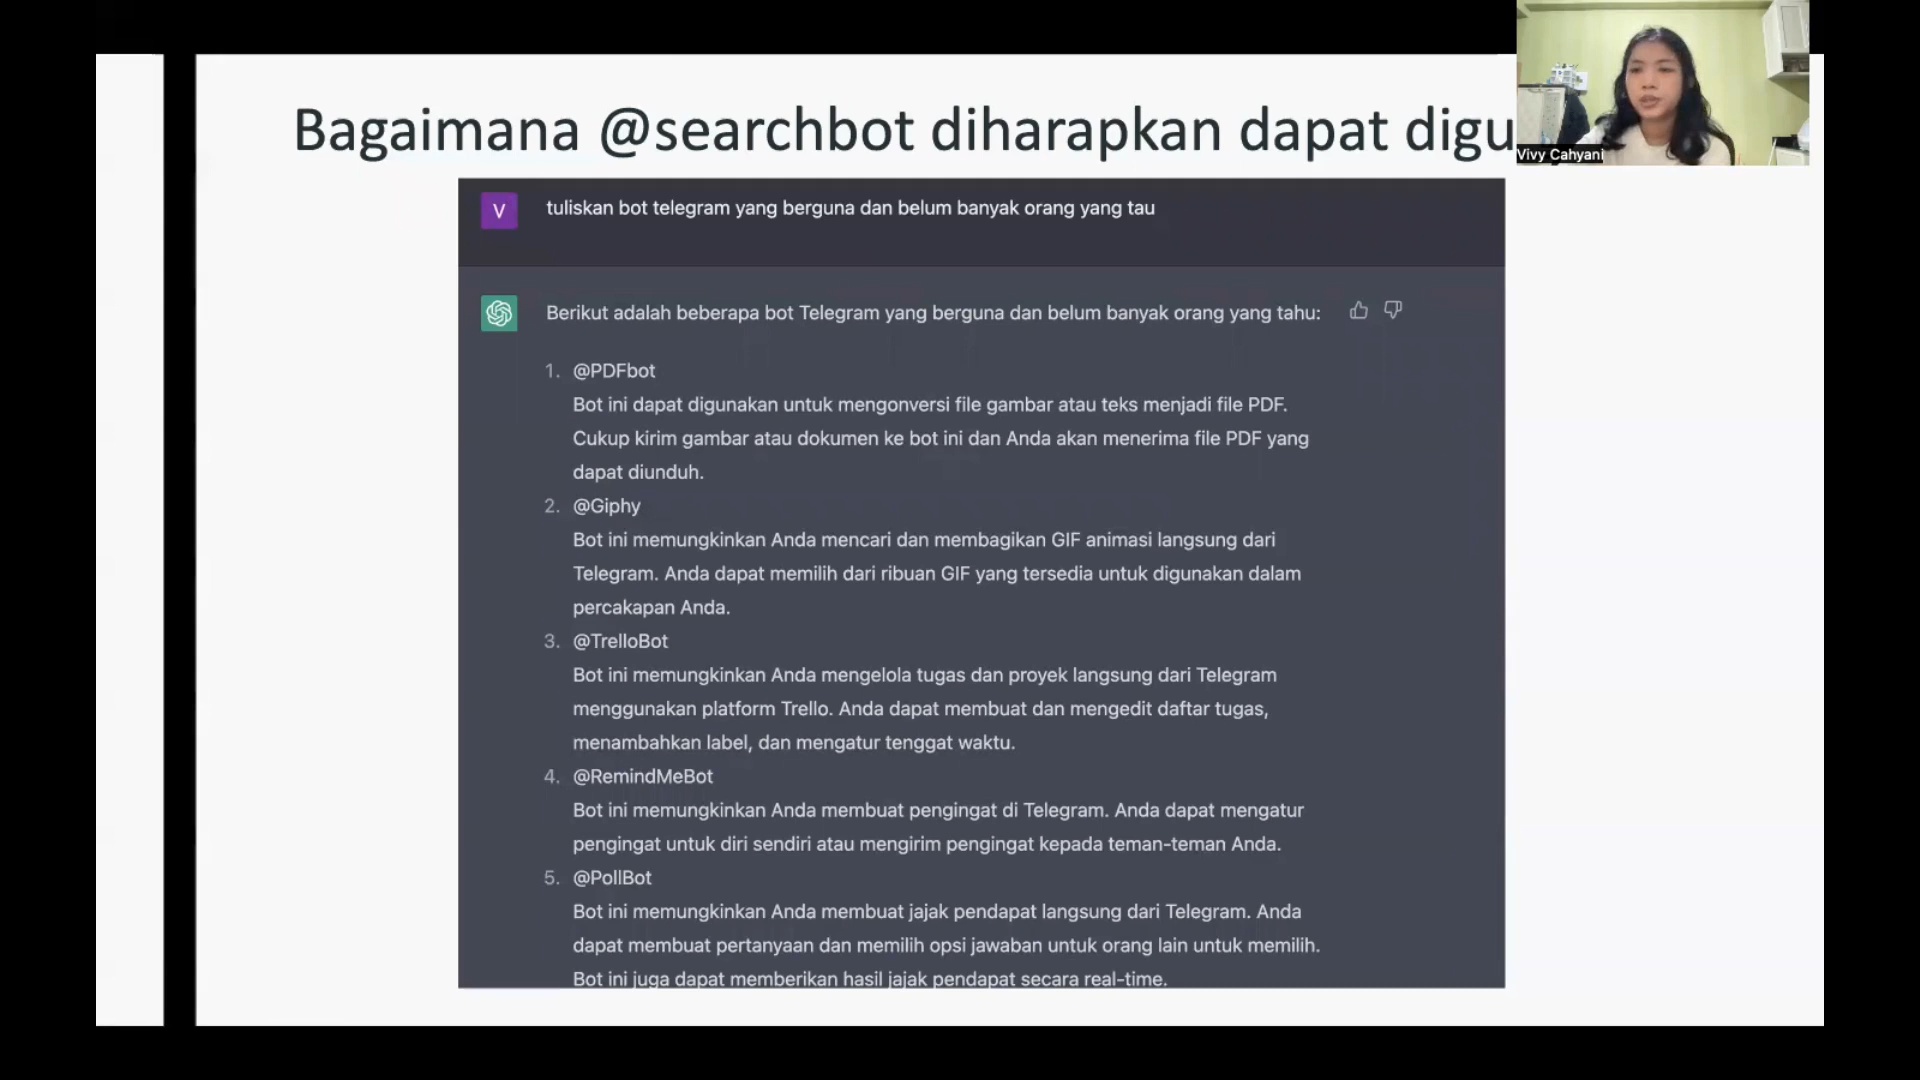 Bagaimana @searchbot diharapkan dapat digu
Vivy Cahyani
V
tuliskan bot telegram yang berguna dan belum banyak orang yang tau
Berikut adalah beberapa bot Telegram yang berguna dan belum banyak orang yang tahu:
1. @PDFbot
Bot ini dapat digunakan untuk mengonversi file gambar atau teks menjadi file PDF.
Cukup kirim gambar atau dokumen ke bot ini dan Anda akan menerima file PDF yang
dapat diunduh.
2. @Giphy
Bot ini memungkinkan Anda mencari dan membagikan GIF animasi langsung dari
Telegram. Anda dapat memilih dari ribuan GIF yang tersedia untuk digunakan dalam
percakapan Anda.
3. @TrelloBot
Bot ini memungkinkan Anda mengelola tugas dan proyek langsung dari Telegram
menggunakan platform Trello. Anda dapat membuat dan mengedit daftar tugas,
menambahkan label, dan mengatur tenggat waktu.
4. @RemindMeBot
Bot ini memungkinkan Anda membuat pengingat di Telegram. Anda dapat mengatur
pengingat untuk diri sendiri atau mengirim pengingat kepada teman-teman Anda.
5. @PollBot
Bot ini memungkinkan Anda membuat jajak pendapat langsung dari Telegram. Anda
dapat membuat pertanyaan dan memilih opsi jawaban untuk orang lain untuk memilih.
Bot ini juga dapat memberikan hasil jajak pendapat secara real-time.